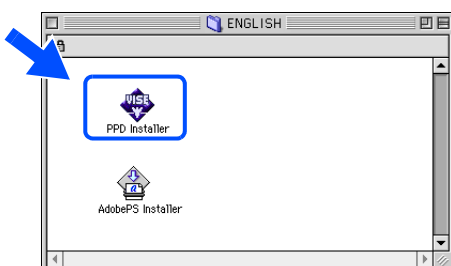 ENGLISH
VISE
PPD Installer
a
AdobePS Installer